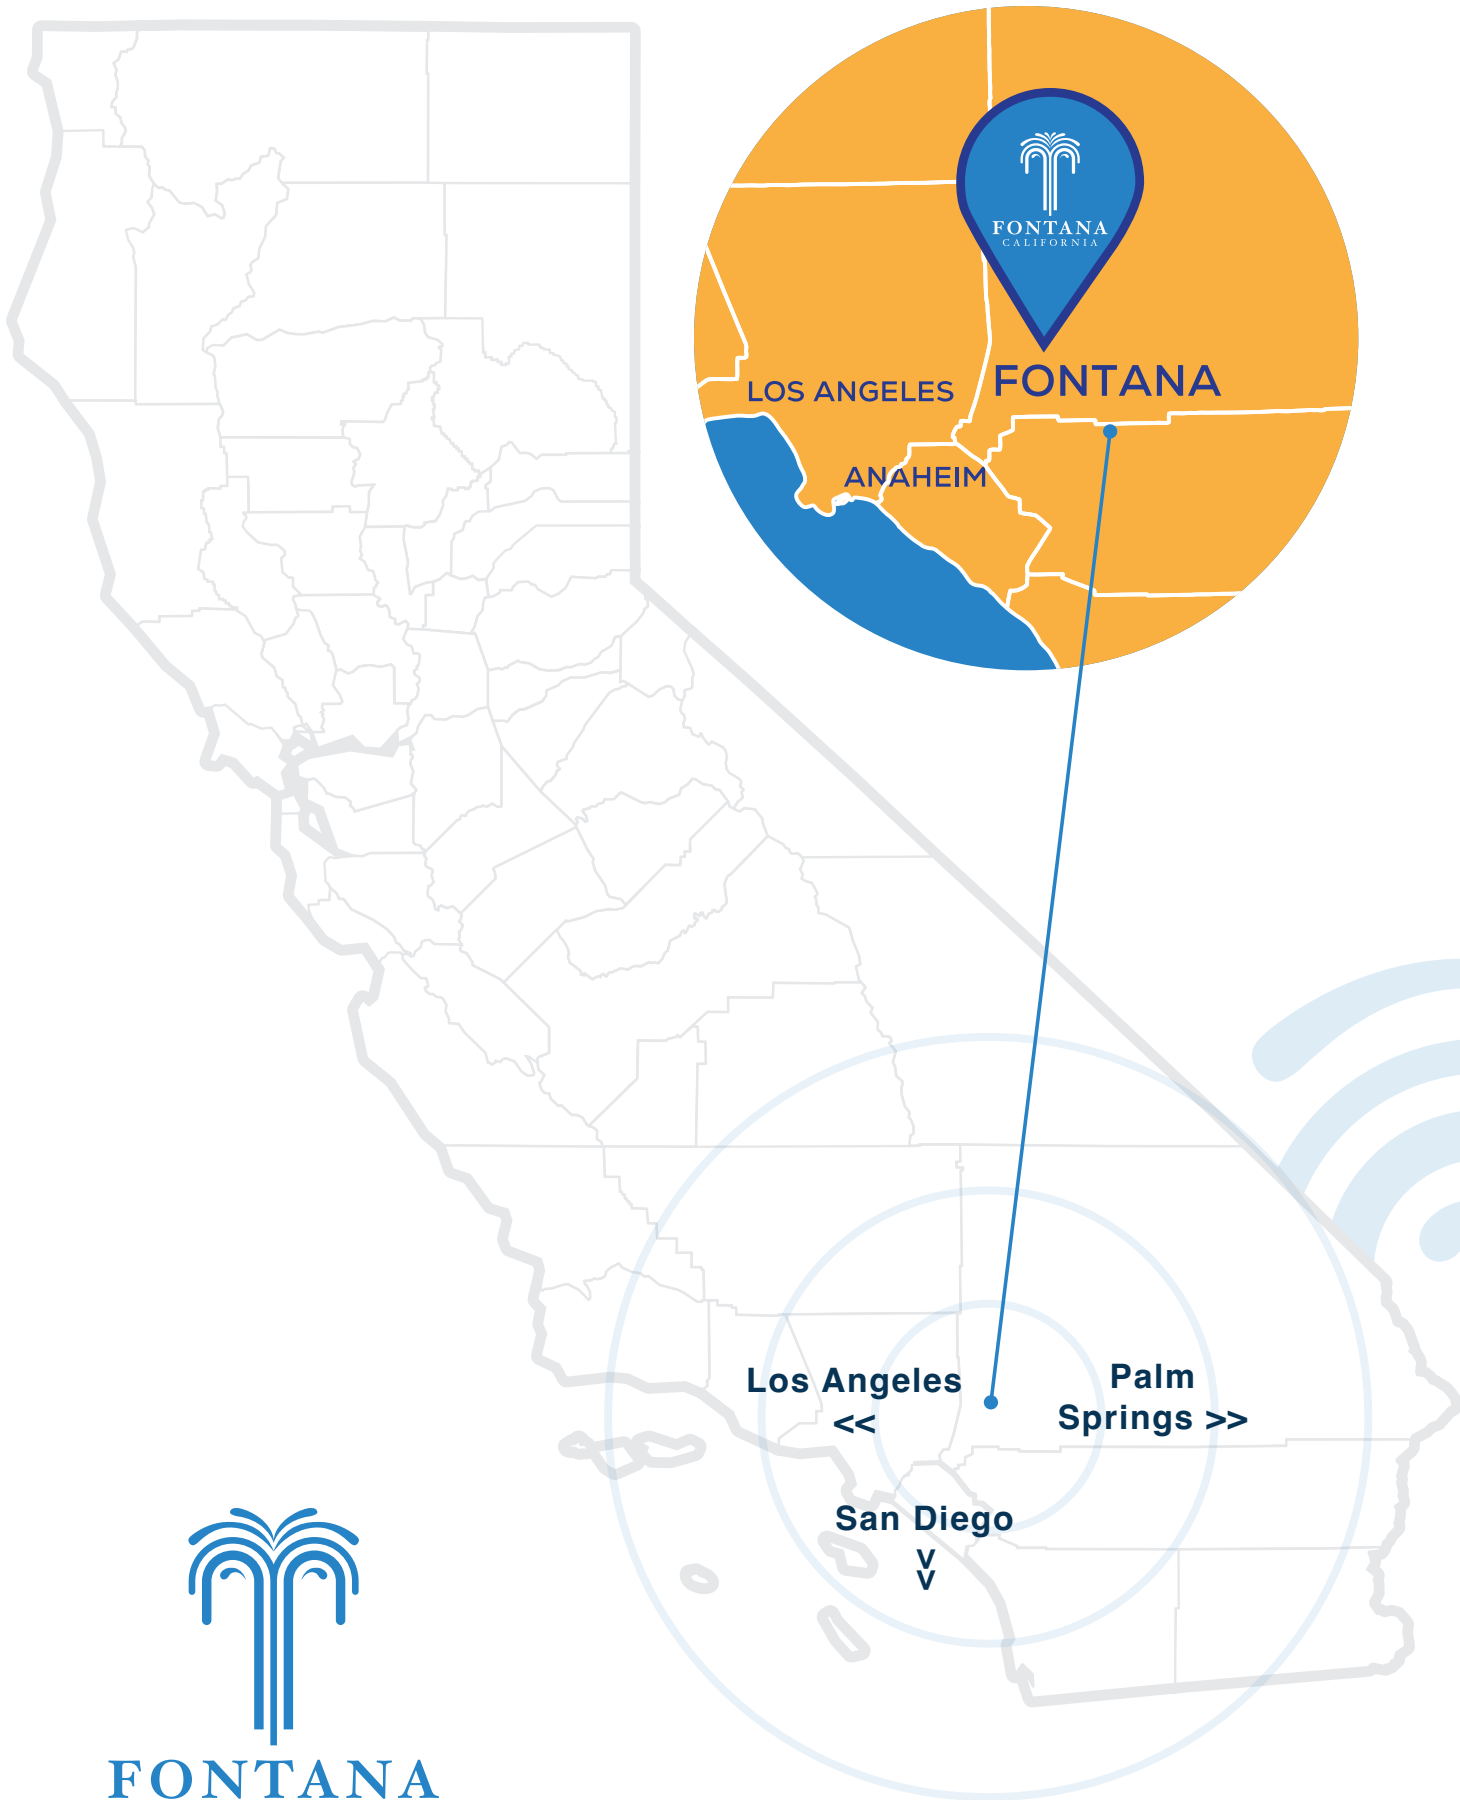 FONTANA
CALIFORNIA
FONTANA
LOS ANGELES
ANAHEIM
Los Angeles
<<
Palm
Springs >>
San Diego
>>
FONTANA